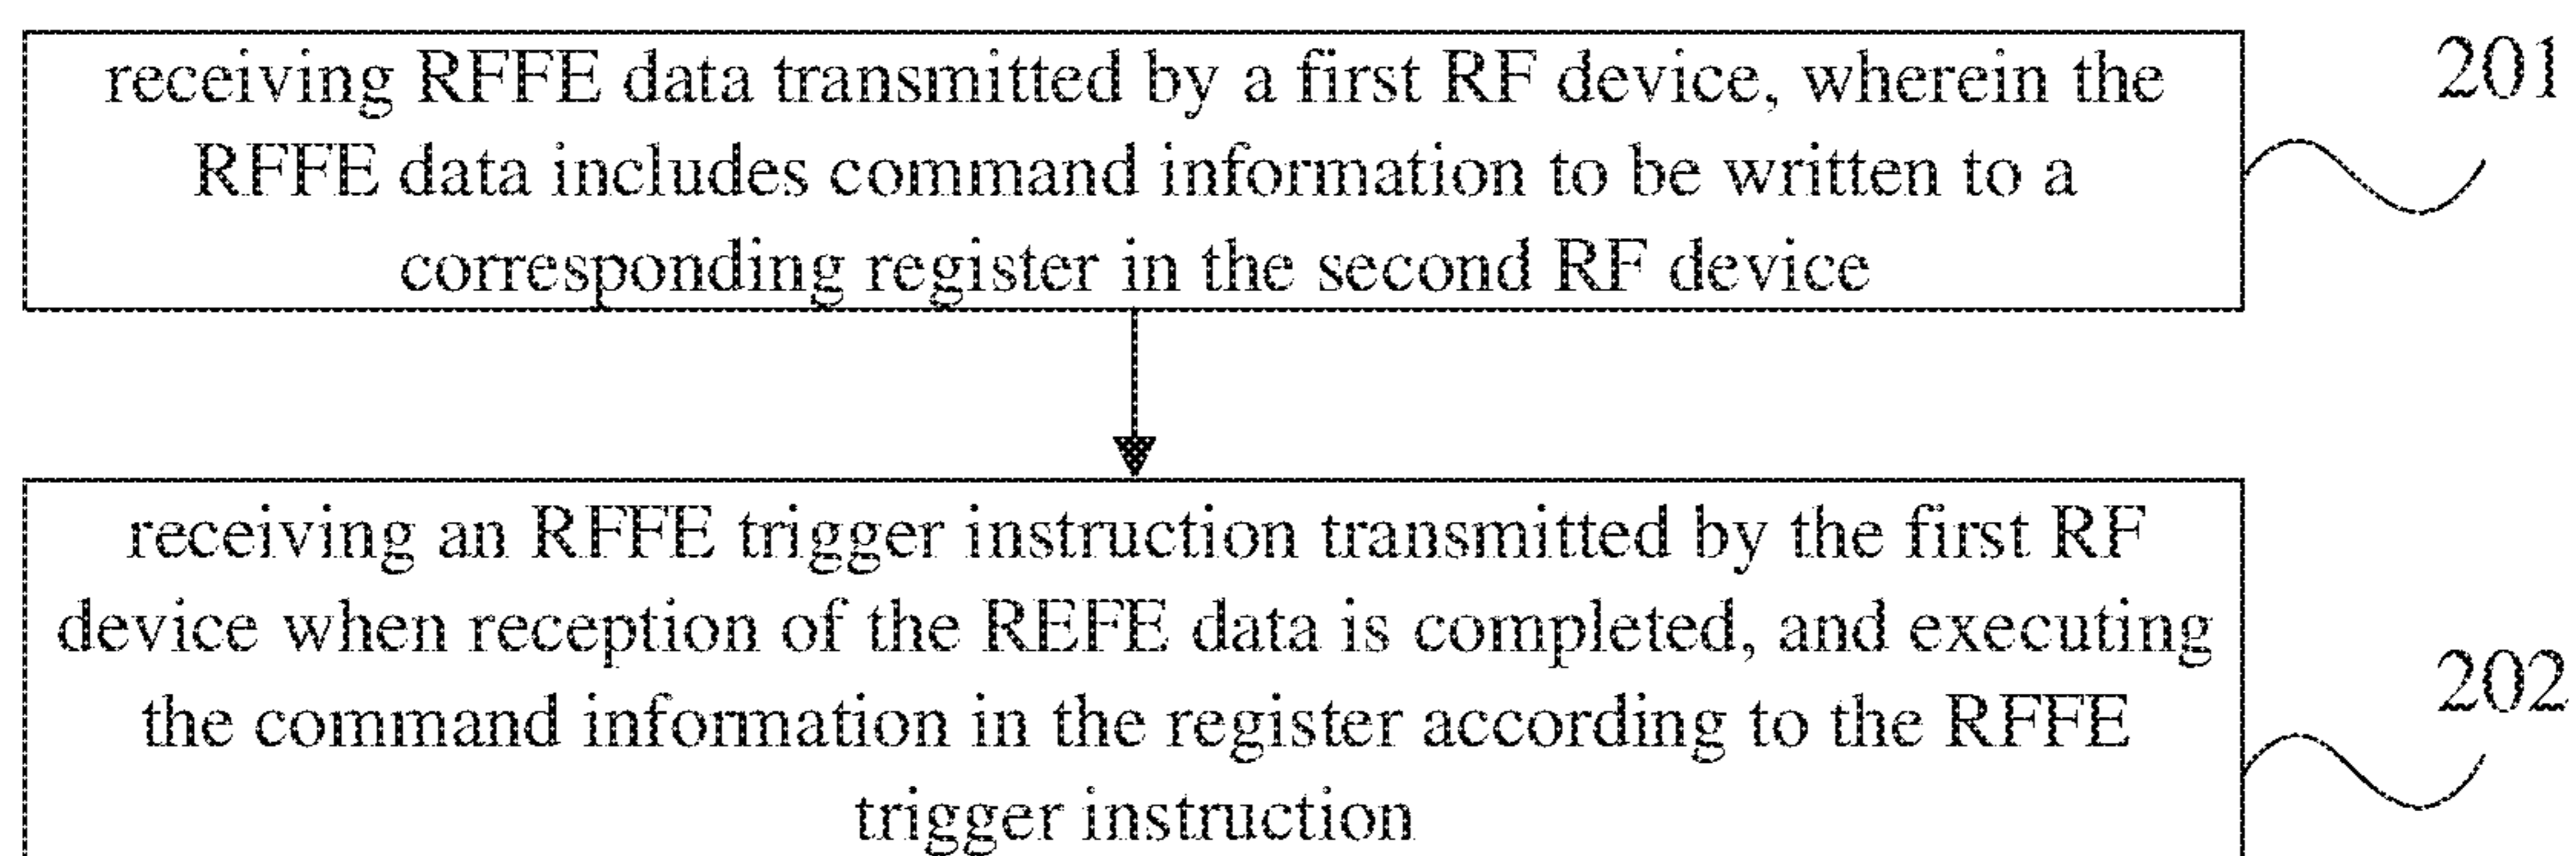 receiving RFFE data transmitted by a first RF device, wherein the
RFFE data includes command information to be written to a
corresponding register in the second RF device
201
receiving an RFFE trigger instruction transmitted by the first RF
device when reception of the REFE data is completed, and executing
the command information in the register according to the RFFE
trigger instruction
202